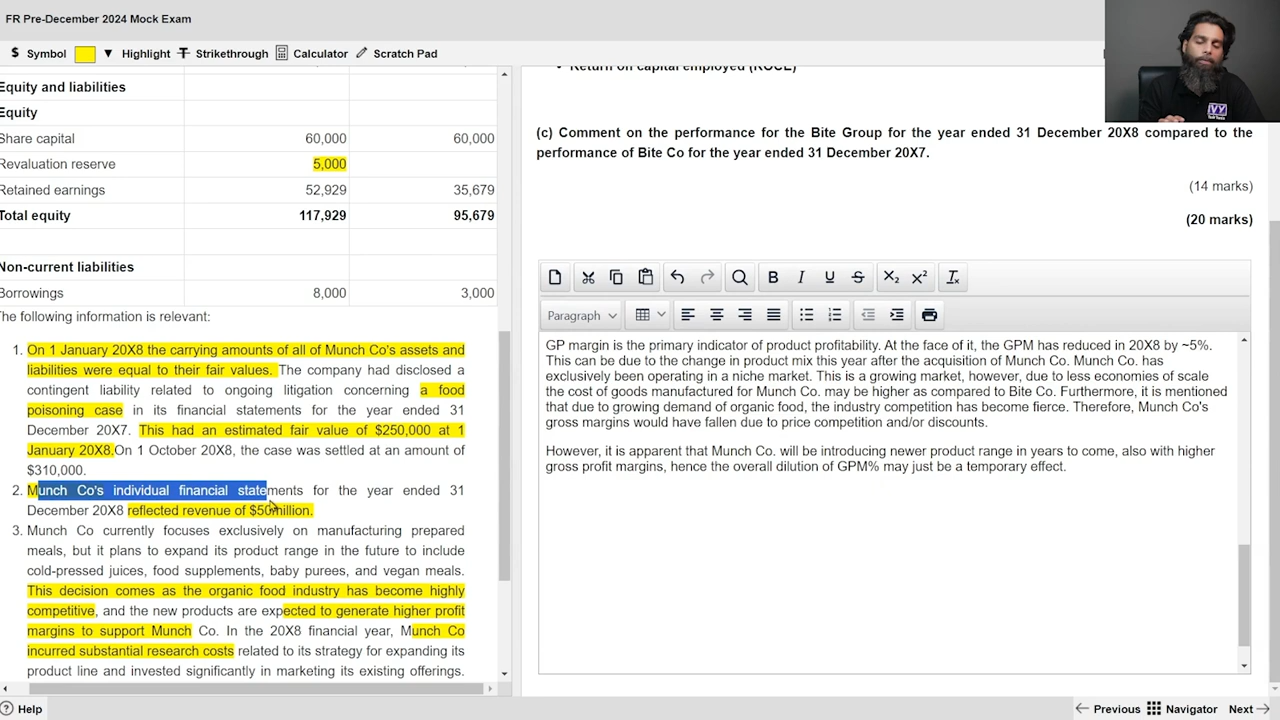 FR Pre-December 2024 Mock Exam
$ Symbol Highlight Strikethrough Calculator Scratch Pad
Equity and liabilities
Equity
Share capital 60,000 60,000
Revaluation reserve 5,000
Retained earnings 52,929 35,679
Total equity 117,929 95,679
Non-current liabilities
Borrowings 8,000 3,000
The following information is relevant:
1. On 1 January 20X8 the carrying amounts of all of Munch Co's assets and
liabilities were equal to their fair values. The company had disclosed a
contingent liability related to ongoing litigation concerning a food
poisoning case in its financial statements for the year ended 31
December 20X7. This had an estimated fair value of $250,000 at 1
January 20X8.On 1 October 20X8, the case was settled at an amount of
$310,000.
2. Munch Co's individual financial statements for the year ended 31
December 20X8 reflected revenue of $50million.
3. Munch Co currently focuses exclusively on manufacturing prepared
meals, but it plans to expand its product range in the future to include
cold-pressed juices, food supplements, baby purees, and vegan meals.
This decision comes as the organic food industry has become highly
competitive, and the new products are expected to generate higher profit
margins to support Munch Co. In the 20X8 financial year, Munch Co
incurred substantial research costs related to its strategy for expanding its
product line and invested significantly in marketing its existing offerings.
• Return on capital employed (ROCE)
(c) Comment on the performance for the Bite Group for the year ended 31 December 20X8 compared to the
performance of Bite Co for the year ended 31 December 20X7.
(14 marks)
(20 marks)
Paragraph
GP margin is the primary indicator of product profitability. At the face of it, the GPM has reduced in 20X8 by ~5%.
This can be due to the change in product mix this year after the acquisition of Munch Co. Munch Co. has
exclusively been operating in a niche market. This is a growing market, however, due to less economies of scale
the cost of goods manufactured for Munch Co. may be higher as compared to Bite Co. Furthermore, it is mentioned
that due to growing demand of organic food, the industry competition has become fierce. Therefore, Munch Co's
gross margins would have fallen due to price competition and/or discounts.
However, it is apparent that Munch Co. will be introducing newer product range in years to come, also with higher
gross profit margins, hence the overall dilution of GPM% may just be a temporary effect.
Help
Previous Navigator Next